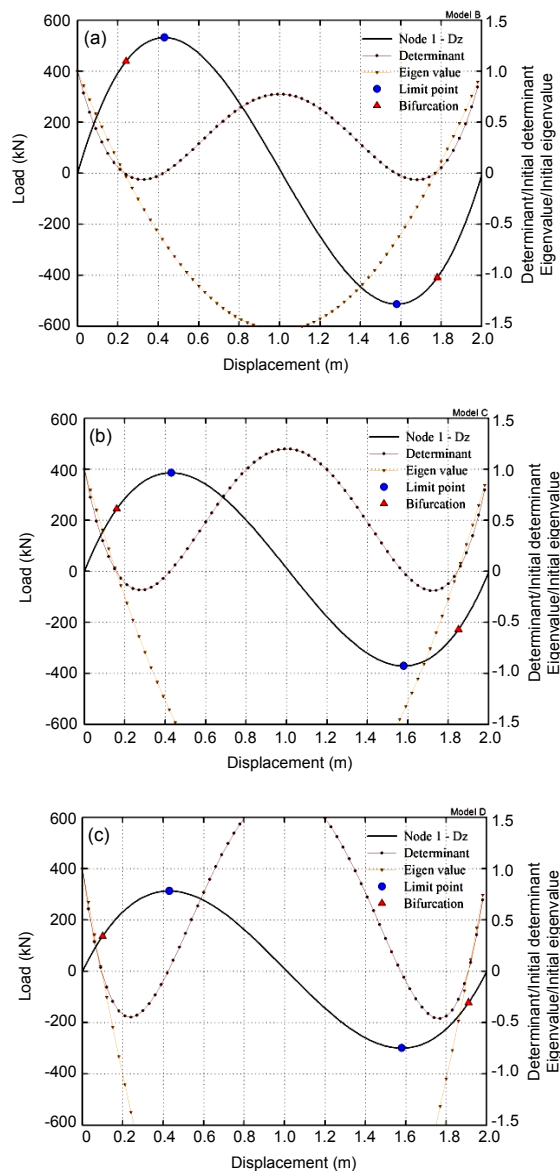 Model B
(a)
Node 1 - Dz
Determinant
Eigen value
Limit point
Bifurcation
600
400
200
0
-200
-400
-600
Load (kN)
1.5
1.0
0.5
0
-0.5
-1.0
-1.5
Determinant/Initial determinant
Eigenvalue/Initial eigenvalue
0 0.2 0.4 0.6 0.8 1.0 1.2 1.4 1.6 1.8 2.0
Displacement (m)
Model C
(b)
Node 1 - Dz
Determinant
Eigen value
Limit point
Bifurcation
600
400
200
0
-200
-400
-600
Load (kN)
1.5
1.0
0.5
0
-0.5
-1.0
-1.5
Determinant/Initial determinant
Eigenvalue/Initial eigenvalue
0 0.2 0.4 0.6 0.8 1.0 1.2 1.4 1.6 1.8 2.0
Displacement (m)
Model D
(c)
Node 1 - Dz
Determinant
Eigen value
Limit point
Bifurcation
600
400
200
0
-200
-400
-600
Load (kN)
1.5
1.0
0.5
0
-0.5
-1.0
-1.5
Determinant/Initial determinant
Eigenvalue/Initial eigenvalue
0 0.2 0.4 0.6 0.8 1.0 1.2 1.4 1.6 1.8 2.0
Displacement (m)